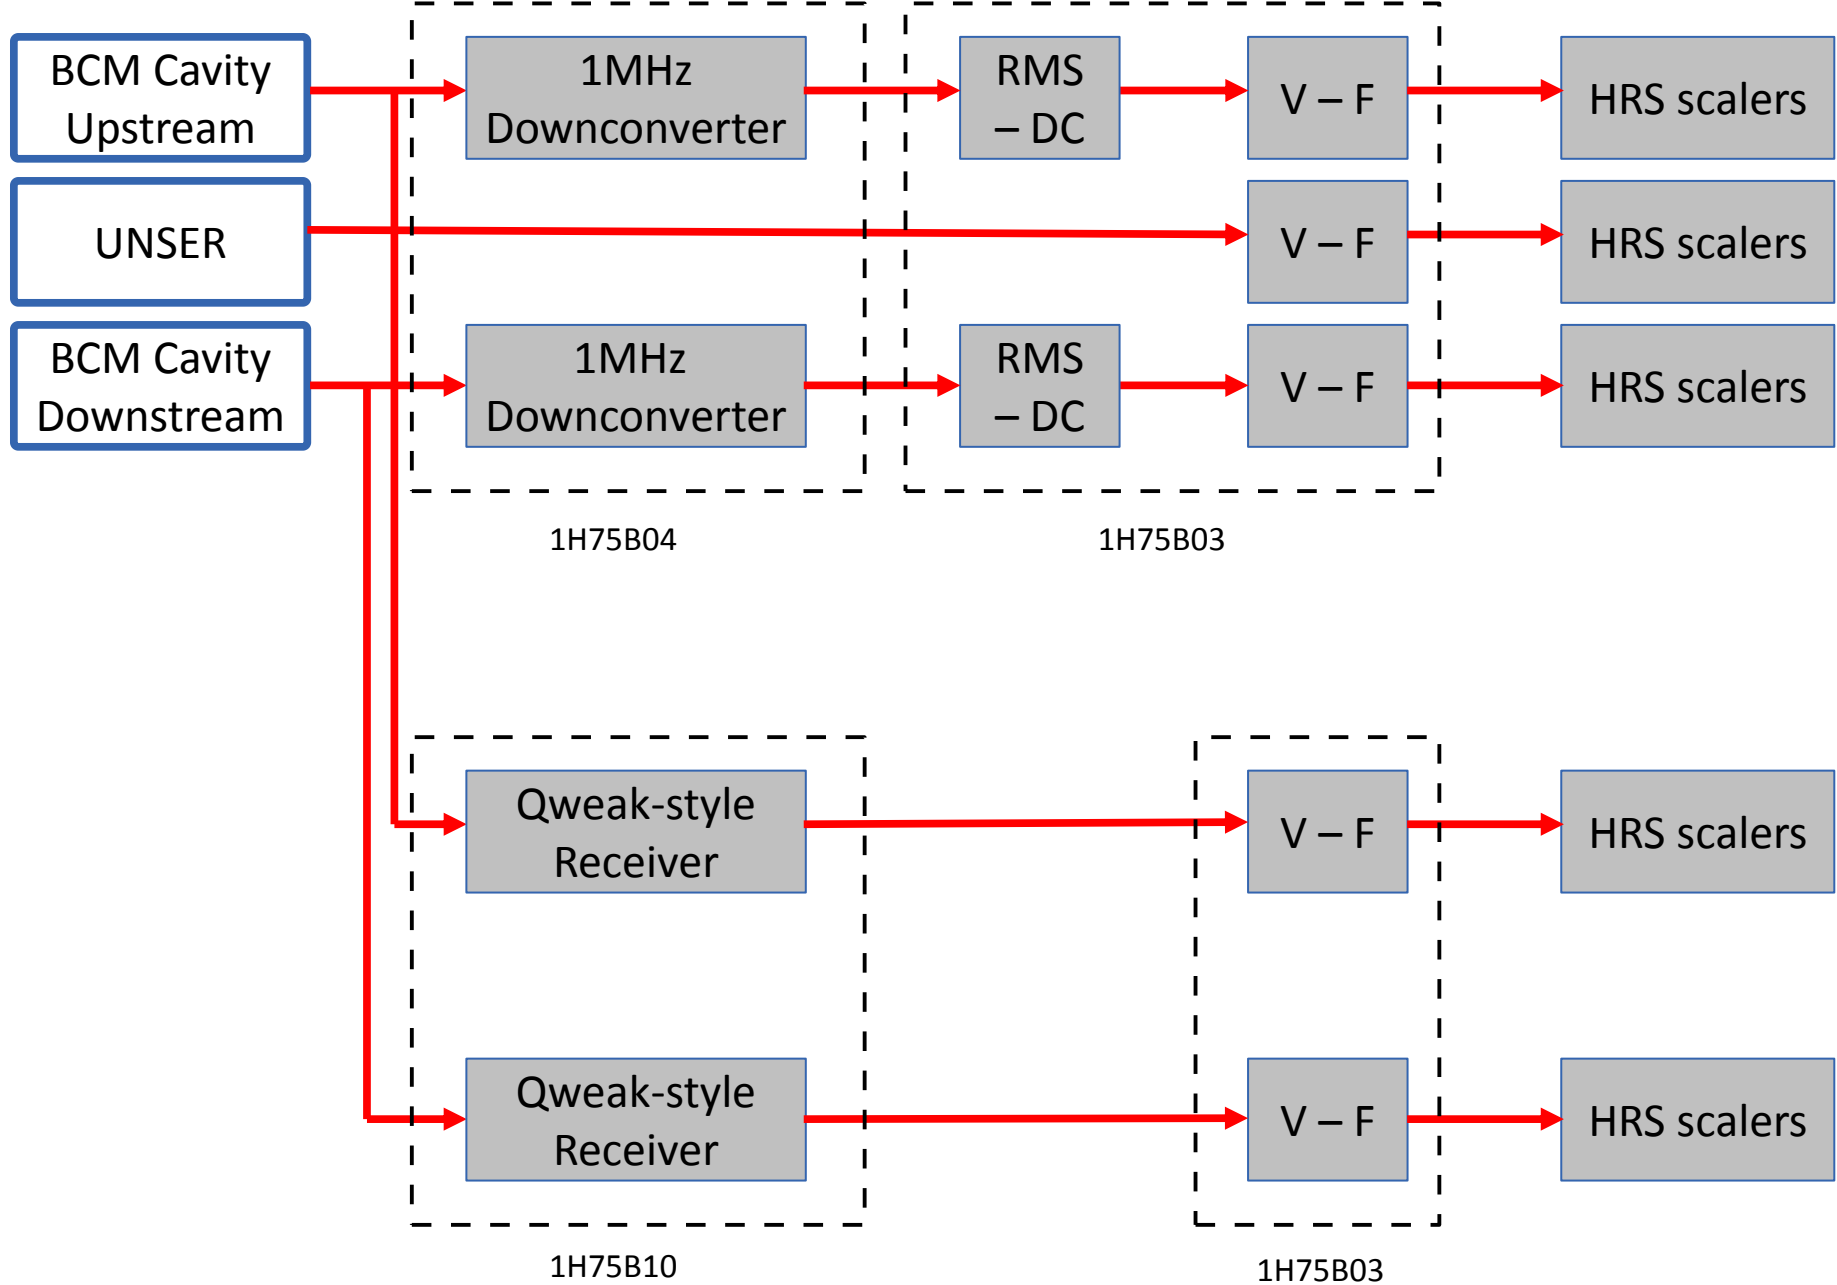 BCM Cavity
Upstream
1MHz
Downconverter
RMS
– DC
V – F
HRS scalers
UNSER
V – F
HRS scalers
BCM Cavity
Downstream
1MHz
Downconverter
RMS
– DC
V – F
HRS scalers
1H75B04
1H75B03
Qweak-style
Receiver
V – F
HRS scalers
Qweak-style
Receiver
V – F
HRS scalers
1H75B10
1H75B03